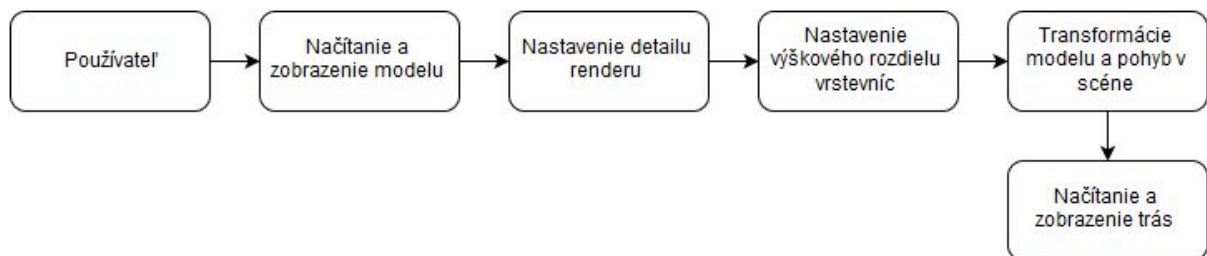 Používateľ
Načítanie a
zobrazenie modelu
Nastavenie detailu
renderu
Nastavenie
výškového rozdielu
vrstevníc
Transformácie
modelu a pohyb v
scéne
Načítanie a
zobrazenie trás